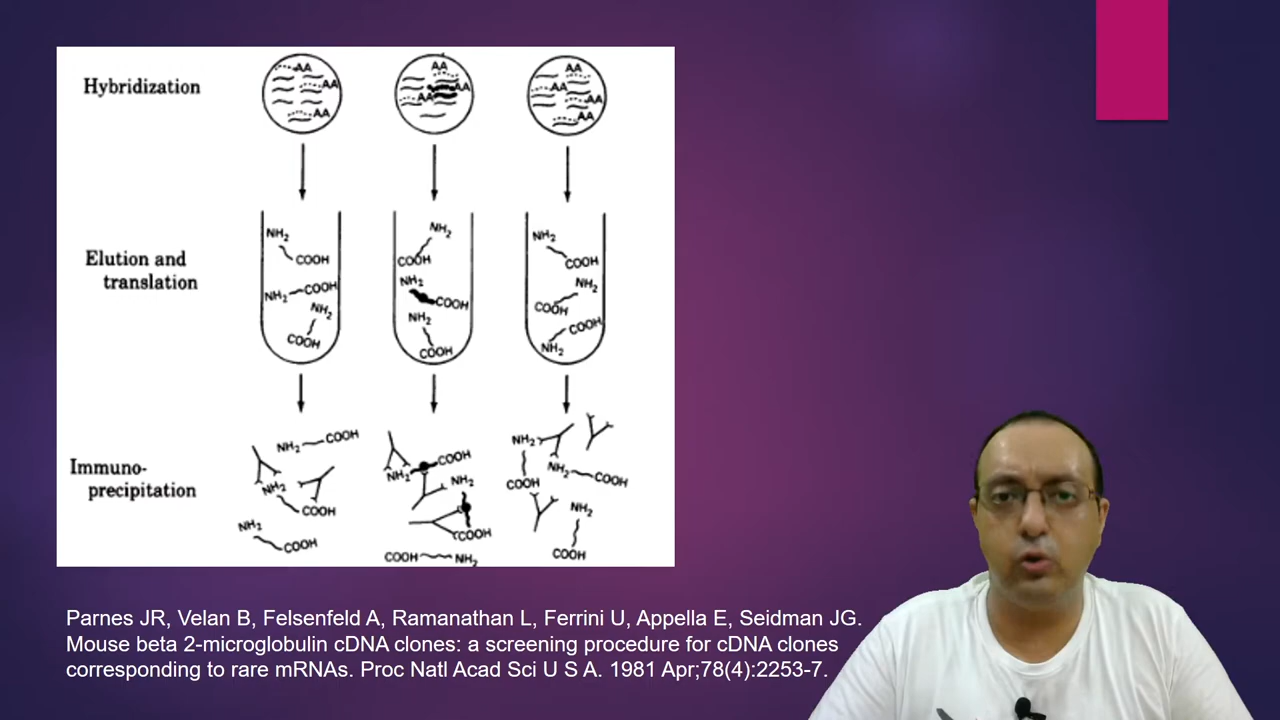 Hybridization
AA
AA
AA
AA
AA
AA
AA
AA
AA
AA
Elution and
translation
NH2
COOH
NH2
COOH
NH2
COOH
NH2
COOH
NH2
COOH
NH2
COOH
NH2
COOH
NH2
COOH
COOH
NH2
Immuno-
precipitation
NH2
COOH
NH2
COOH
NH2
COOH
COOH
NH2
NH2
COOH
COOH
NH2
NH2
COOH
NH2
COOH
NH2
COOH
Parnes JR, Velan B, Felsenfeld A, Ramanathan L, Ferrini U, Appella E, Seidman JG.
Mouse beta 2-microglobulin cDNA clones: a screening procedure for cDNA clones
corresponding to rare mRNAs. Proc Natl Acad Sci U S A. 1981 Apr;78(4):2253-7.